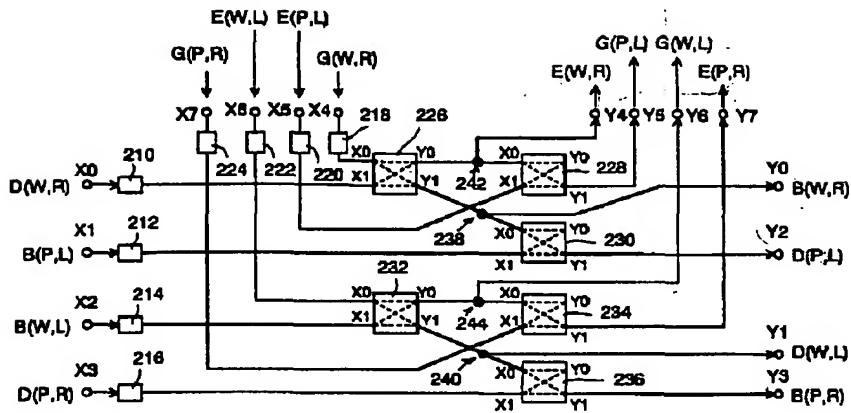 E(W,L) E(P,L)
G(P,R) G(W,R)
G(P,L) G(W,L)
E(W,R) E(P,R)
X7 X6 X5 X4 218 226
Y4 Y5 Y6 Y7
224 222 220
X0 210
D(W,R)
X0 Y0
X1 Y1
242
X0 Y0
X1 Y1
228
Y0
B(W,R)
X1 212
B(P,L)
238
X0 Y0
X1 Y1
230
Y2
D(P,L)
232
X2 214
B(W,L)
X0 Y0
X1 Y1
244
X0 Y0
X1 Y1
234
Y1
D(W,L)
X3 216
D(P,R)
240
X0 Y0
X1 Y1
236
Y3
B(P,R)